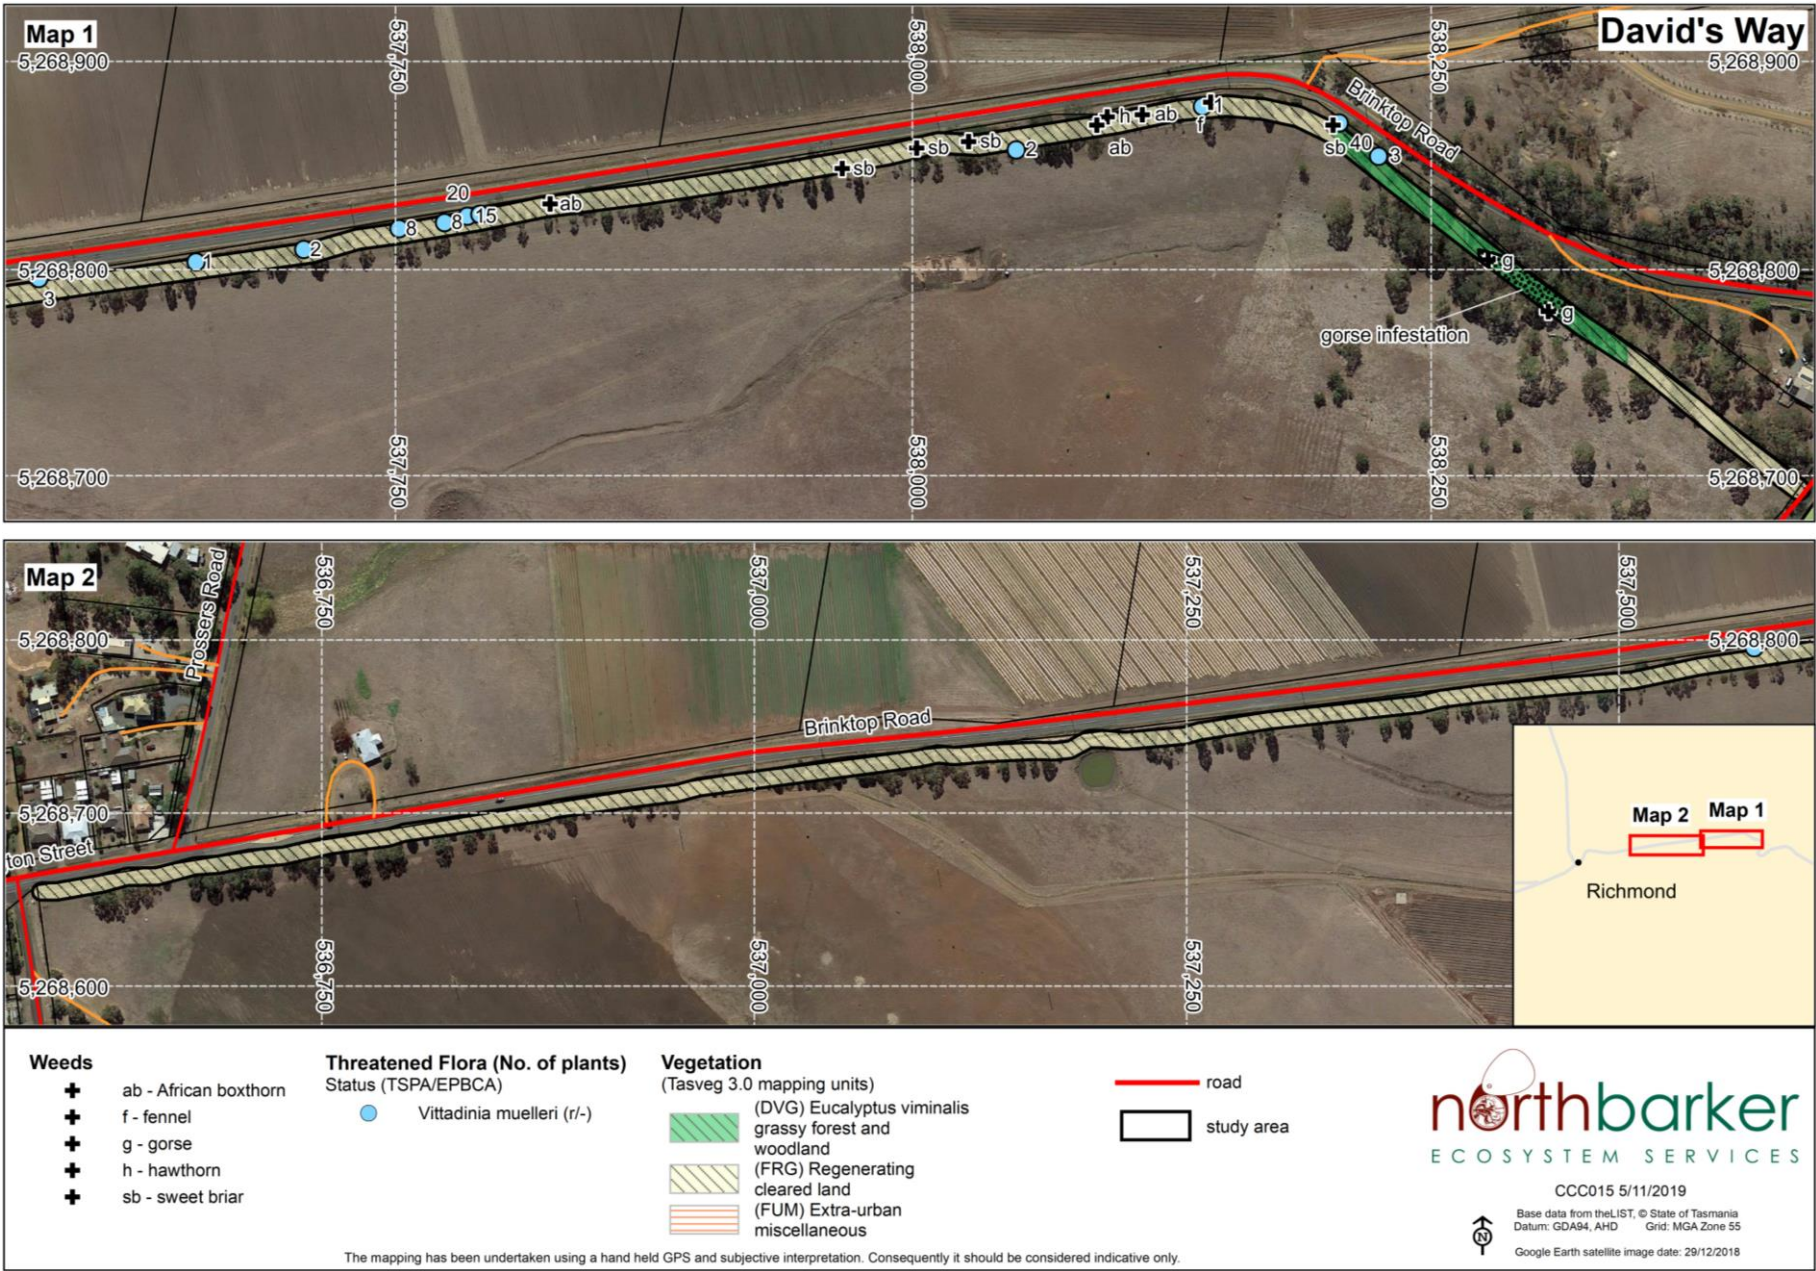 Map 1
David's Way
5,268,900
537,750
538,000
538,250
5,268,900
Brinktop Road
1
h
ab
f
ab
sb
40
3
sb
sb
2
sb
20
ab
8
8
15
2
1
3
5,268,800
5,268,800
g
g
gorse infestation
5,268,700
537,750
538,000
538,250
5,268,700
Map 2
Prossers Road
536,750
537,000
537,250
537,500
5,268,800
5,268,800
Brinktop Road
5,268,700
ton Street
Map 2
Map 1
Richmond
5,268,600
536,750
537,000
537,250
Weeds
ab - African boxthorn
f - fennel
g - gorse
h - hawthorn
sb - sweet briar
Threatened Flora (No. of plants)
Status (TSPA/EPBCA)
Vittadinia muelleri (r/-)
Vegetation
(Tasveg 3.0 mapping units)
(DVG) Eucalyptus viminalis
grassy forest and
woodland
(FRG) Regenerating
cleared land
(FUM) Extra-urban
miscellaneous
road
study area
northbarker
ECOSYSTEM SERVICES
CCC015 5/11/2019
Base data from theLIST, © State of Tasmania
Datum: GDA94, AHD Grid: MGA Zone 55
N
Google Earth satellite image date: 29/12/2018
The mapping has been undertaken using a hand held GPS and subjective interpretation. Consequently it should be considered indicative only.